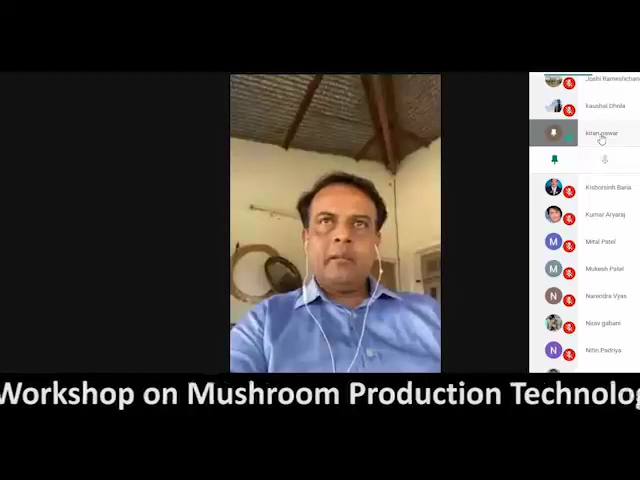 Joshi Rameshchan
kaushal Dhola
kiran pawar
Kishorsinh Baria
Kumar Aryaraj
M Mital Patel
M Mukesh Patel
N Narendra Vyas
Nirav gabani
N Nitin Padriya
Workshop on Mushroom Production Technolog